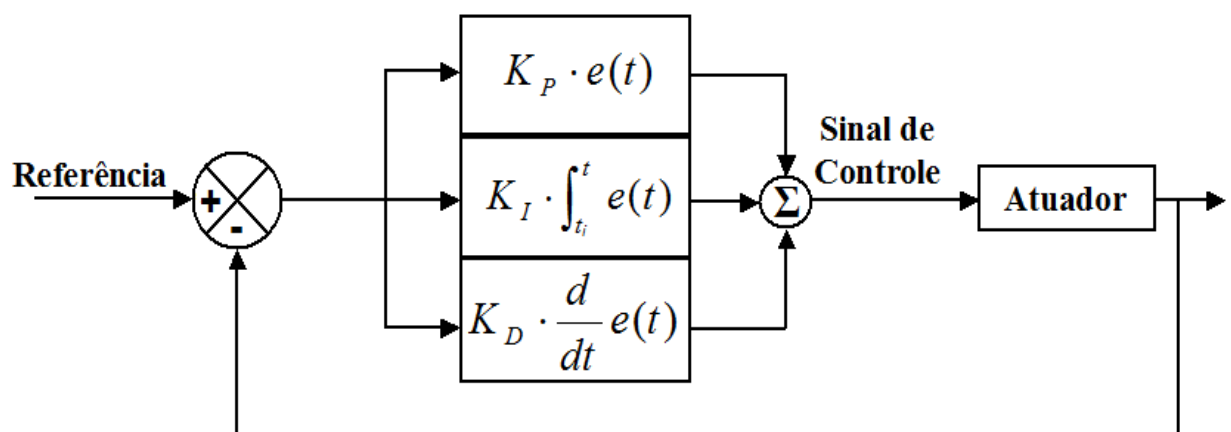 Referência
+
-
K_P · e(t)
K_I · ∫_{t_i}^{t} e(t)
K_D · d/dt e(t)
Σ
Sinal de
Controle
Atuador